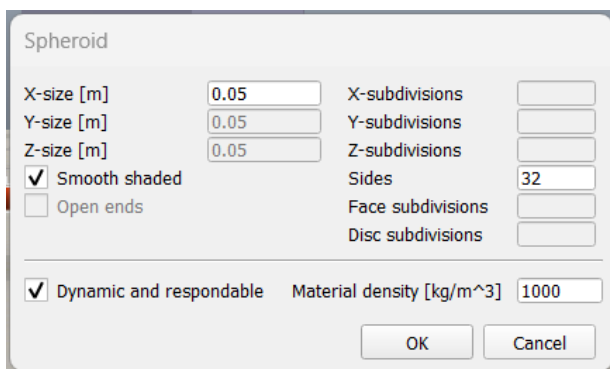 Spheroid
X-size [m] 0.05 X-subdivisions
Y-size [m] 0.05 Y-subdivisions
Z-size [m] 0.05 Z-subdivisions
Smooth shaded Sides 32
Open ends Face subdivisions
Disc subdivisions
Dynamic and respondable Material density [kg/m^3] 1000
OK Cancel